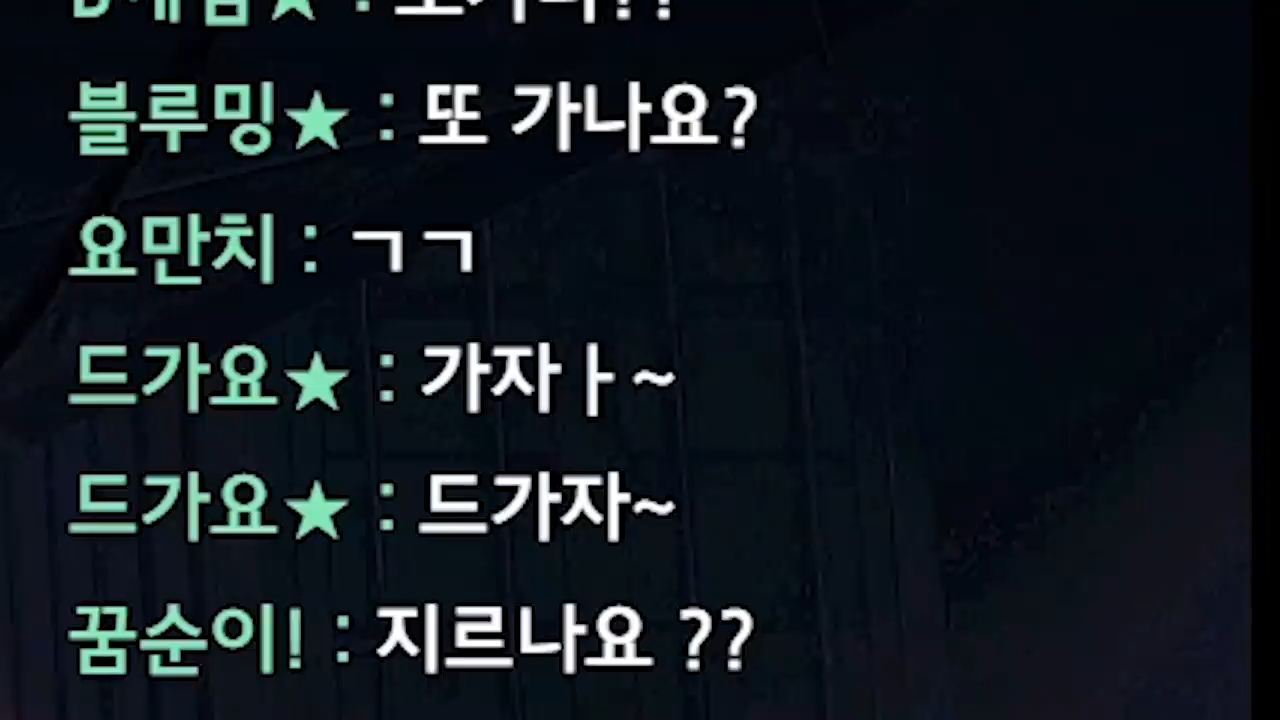 블루밍★ : 또 가나요?
요만치 : ㄱㄱ
드가요★ : 가자ㅏ~
드가요★ : 드가자~
꿈순이! : 지르나요 ??